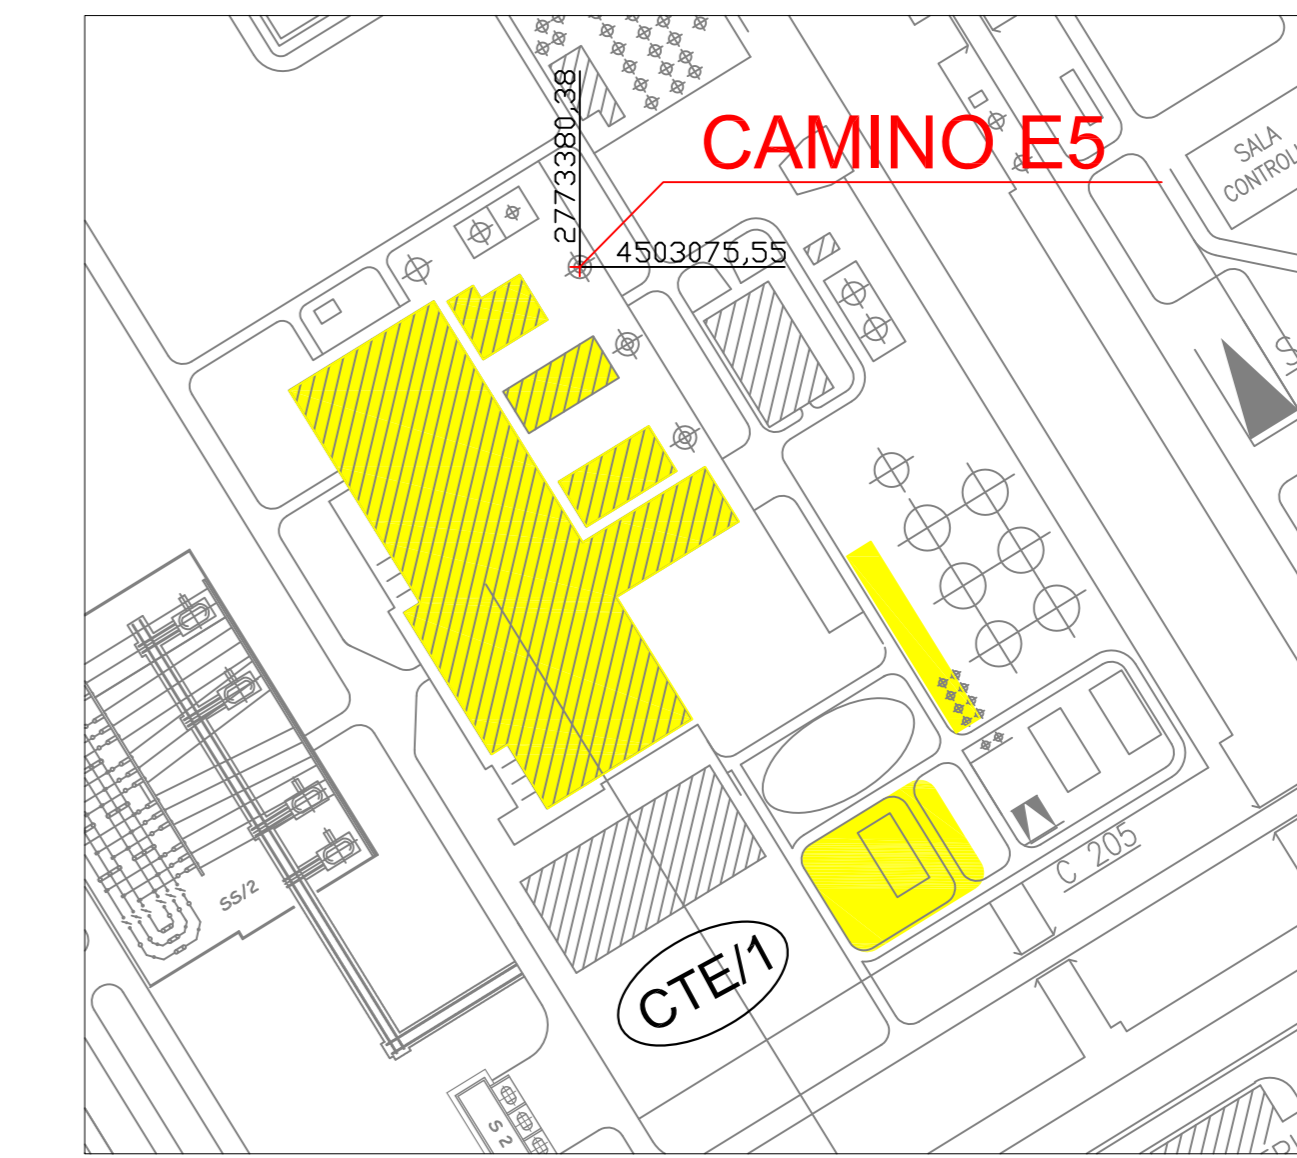 CAMINO E5
2773380,38
4503075,55
SALA
CONTROL
S
C 205
SS/2
CTE/1
S 2